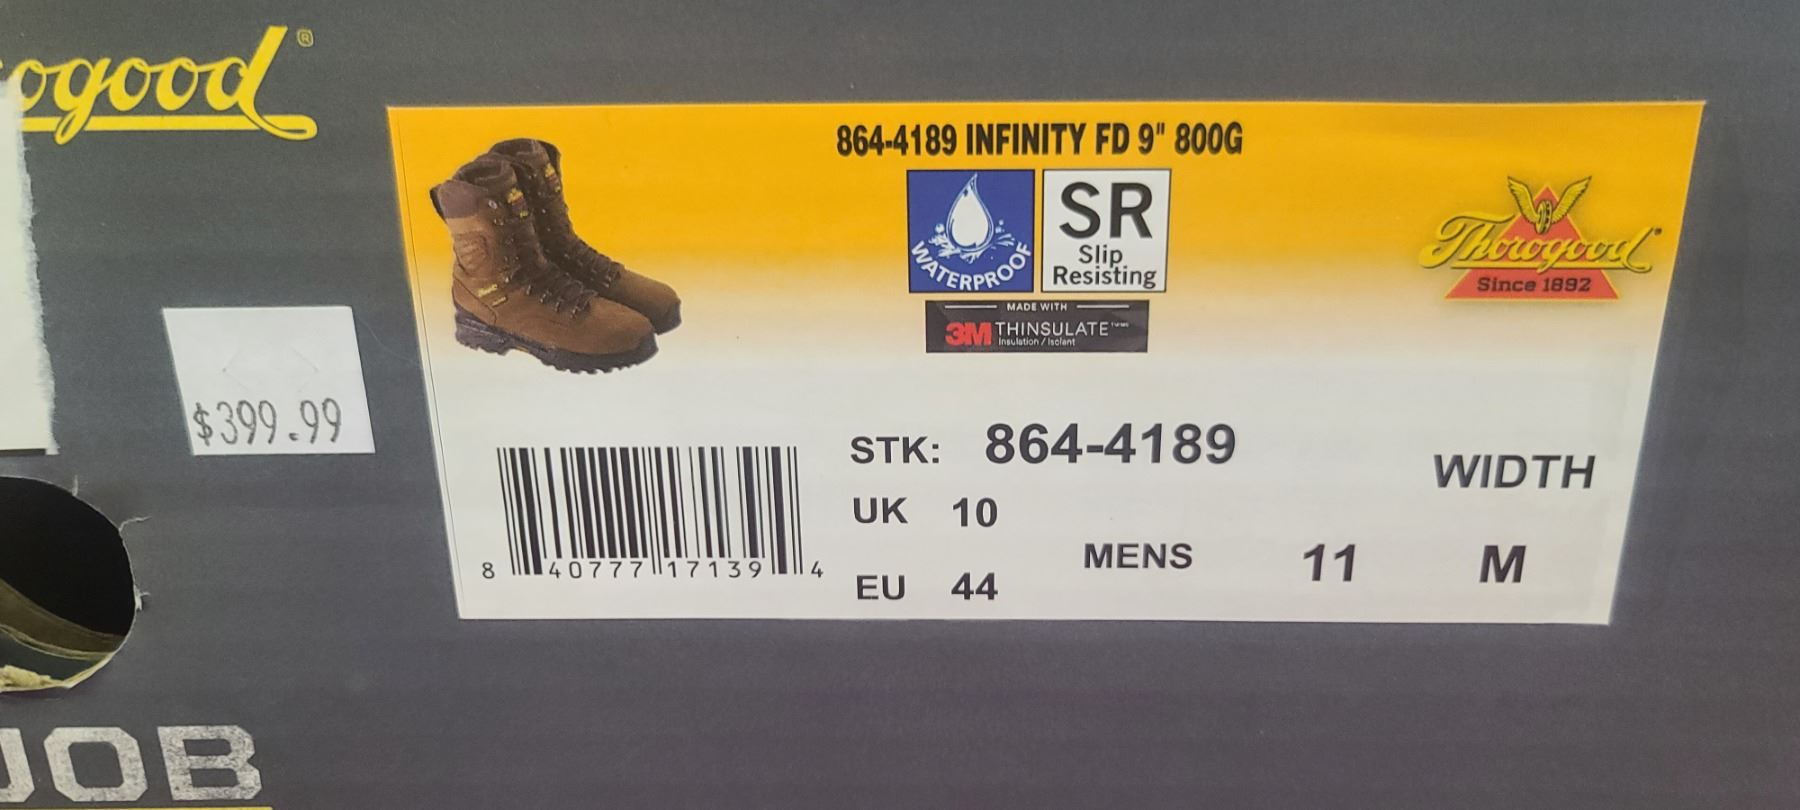 ogood®
864-4189 INFINITY FD 9" 800G
WATERPROOF
SR
Slip
Resisting
MADE WITH
3M THINSULATE
Insulation / Isolant
Thorogood
Since 1892
$399.99
STK: 864-4189
WIDTH
UK 10
MENS 11 M
EU 44
8 40777 17139 4
JOB